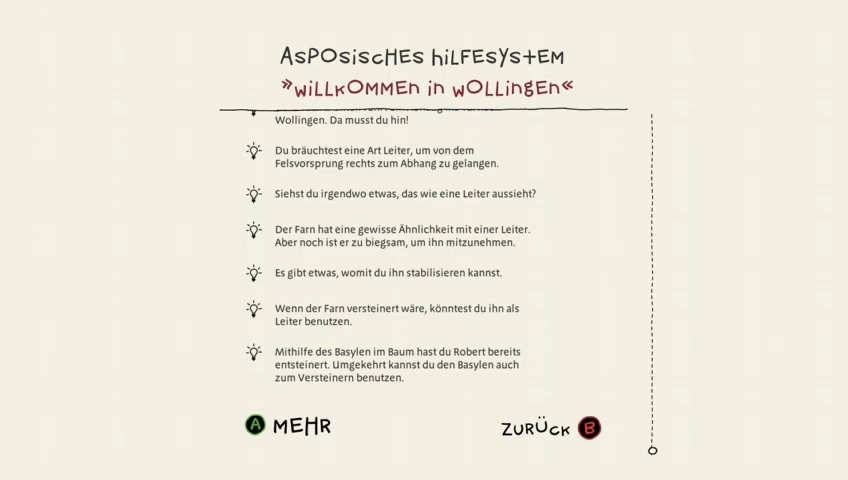 Asposisches Hilfesystem
»Willkommen in Wollingen«
Wollingen. Da musst du hin!
Du bräuchtest eine Art Leiter, um von dem
Felsvorsprung rechts zum Abhang zu gelangen.
Siehst du irgendwo etwas, das wie eine Leiter aussieht?
Der Farn hat eine gewisse Ähnlichkeit mit einer Leiter.
Aber noch ist er zu biegsam, um ihn mitzunehmen.
Es gibt etwas, womit du ihn stabilisieren kannst.
Wenn der Farn versteinert wäre, könntest du ihn als
Leiter benutzen.
Mithilfe des Basylen im Baum hast du Robert bereits
entsteinert. Umgekehrt kannst du den Basylen auch
zum Versteinern benutzen.
A MEHR
ZURÜCK B